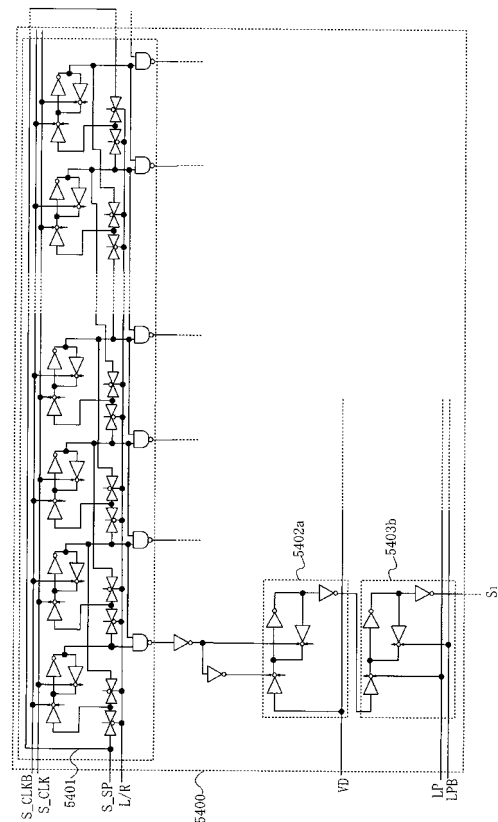 S_CLKB
S_CLK
5401
S_SP
L/R
5400
VD
LP
LPB
5402a
5403b
S1